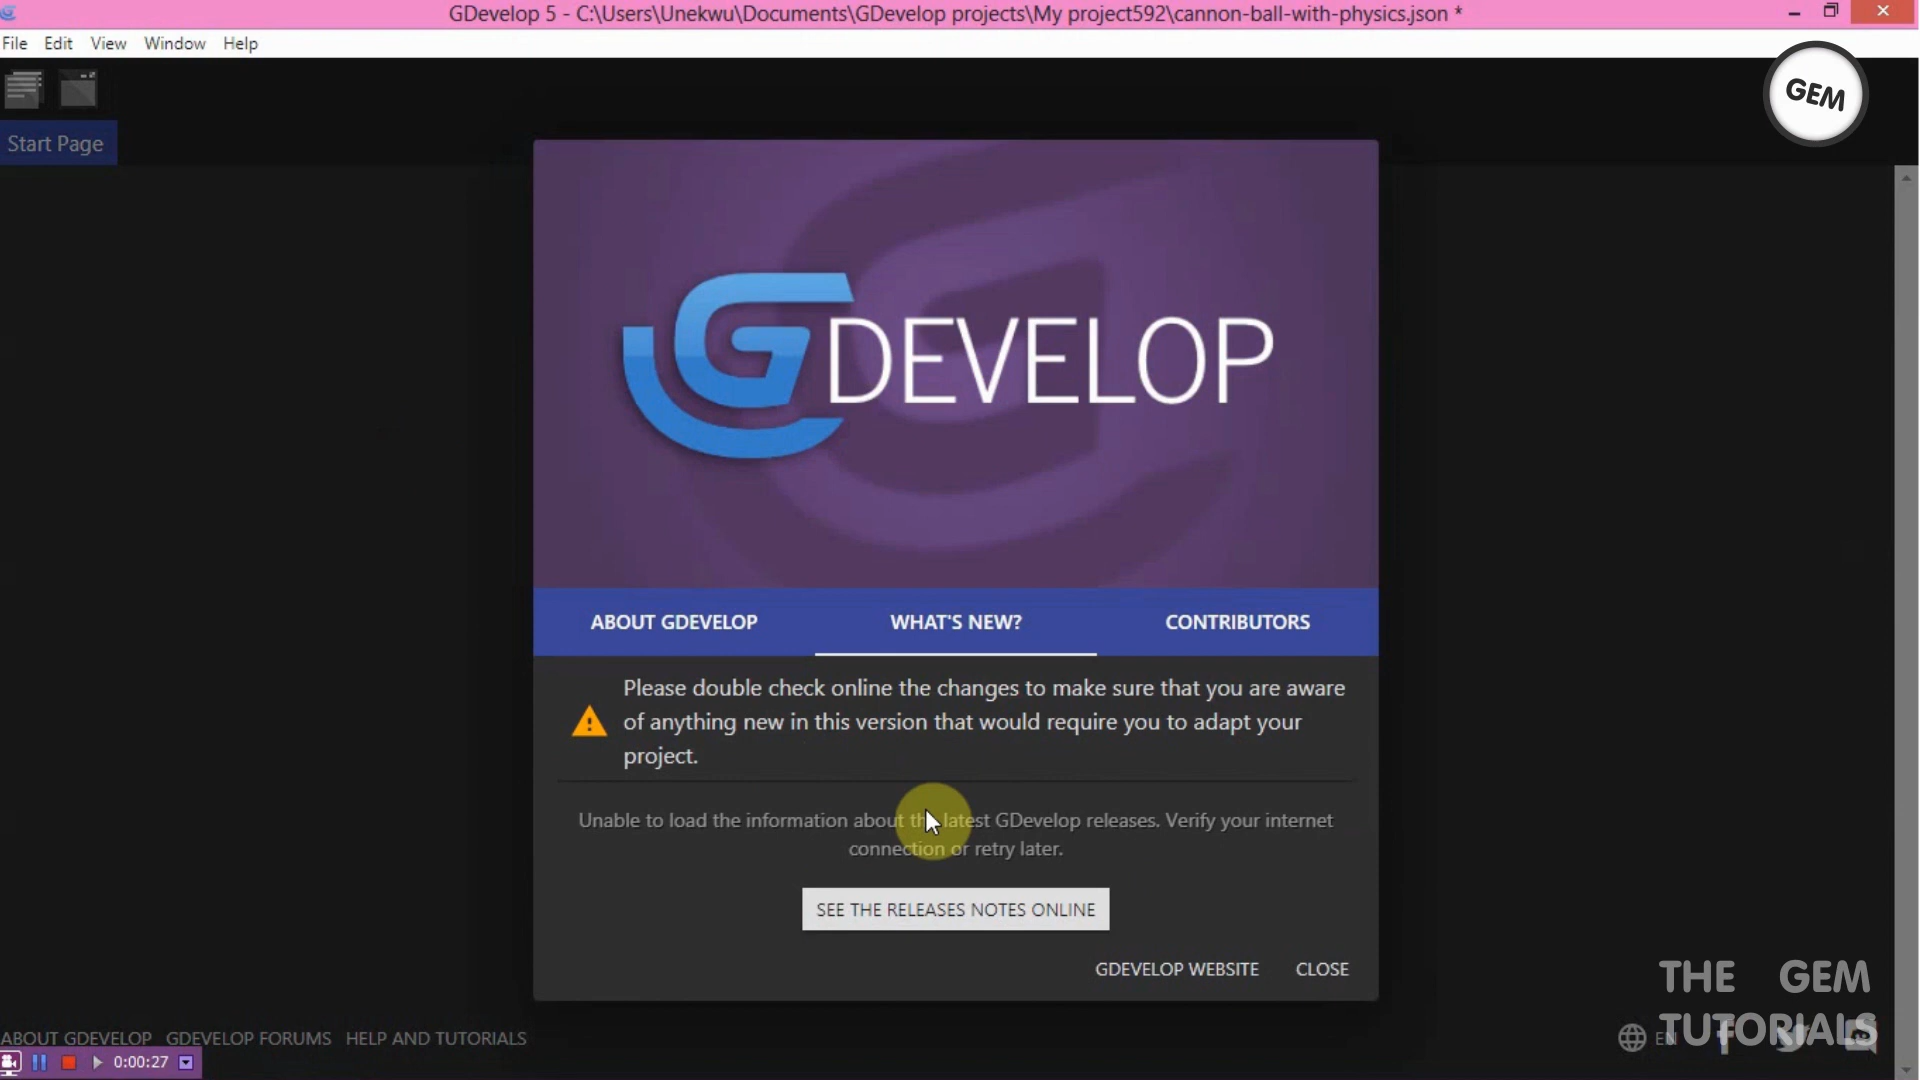 GDevelop 5 - C:\Users\Unekwu\Documents\GDevelop projects\My project592\cannon-ball-with-physics.json *
File Edit View Window Help
GEM
Start Page
GDEVELOP
ABOUT GDEVELOP WHAT'S NEW? CONTRIBUTORS
Please double check online the changes to make sure that you are aware
of anything new in this version that would require you to adapt your
project.
Unable to load the information about the latest GDevelop releases. Verify your internet
connection or retry later.
SEE THE RELEASES NOTES ONLINE
GDEVELOP WEBSITE CLOSE
THE GEM
TUTORIALS
ABOUT GDEVELOP GDEVELOP FORUMS HELP AND TUTORIALS
EN
0:00:27